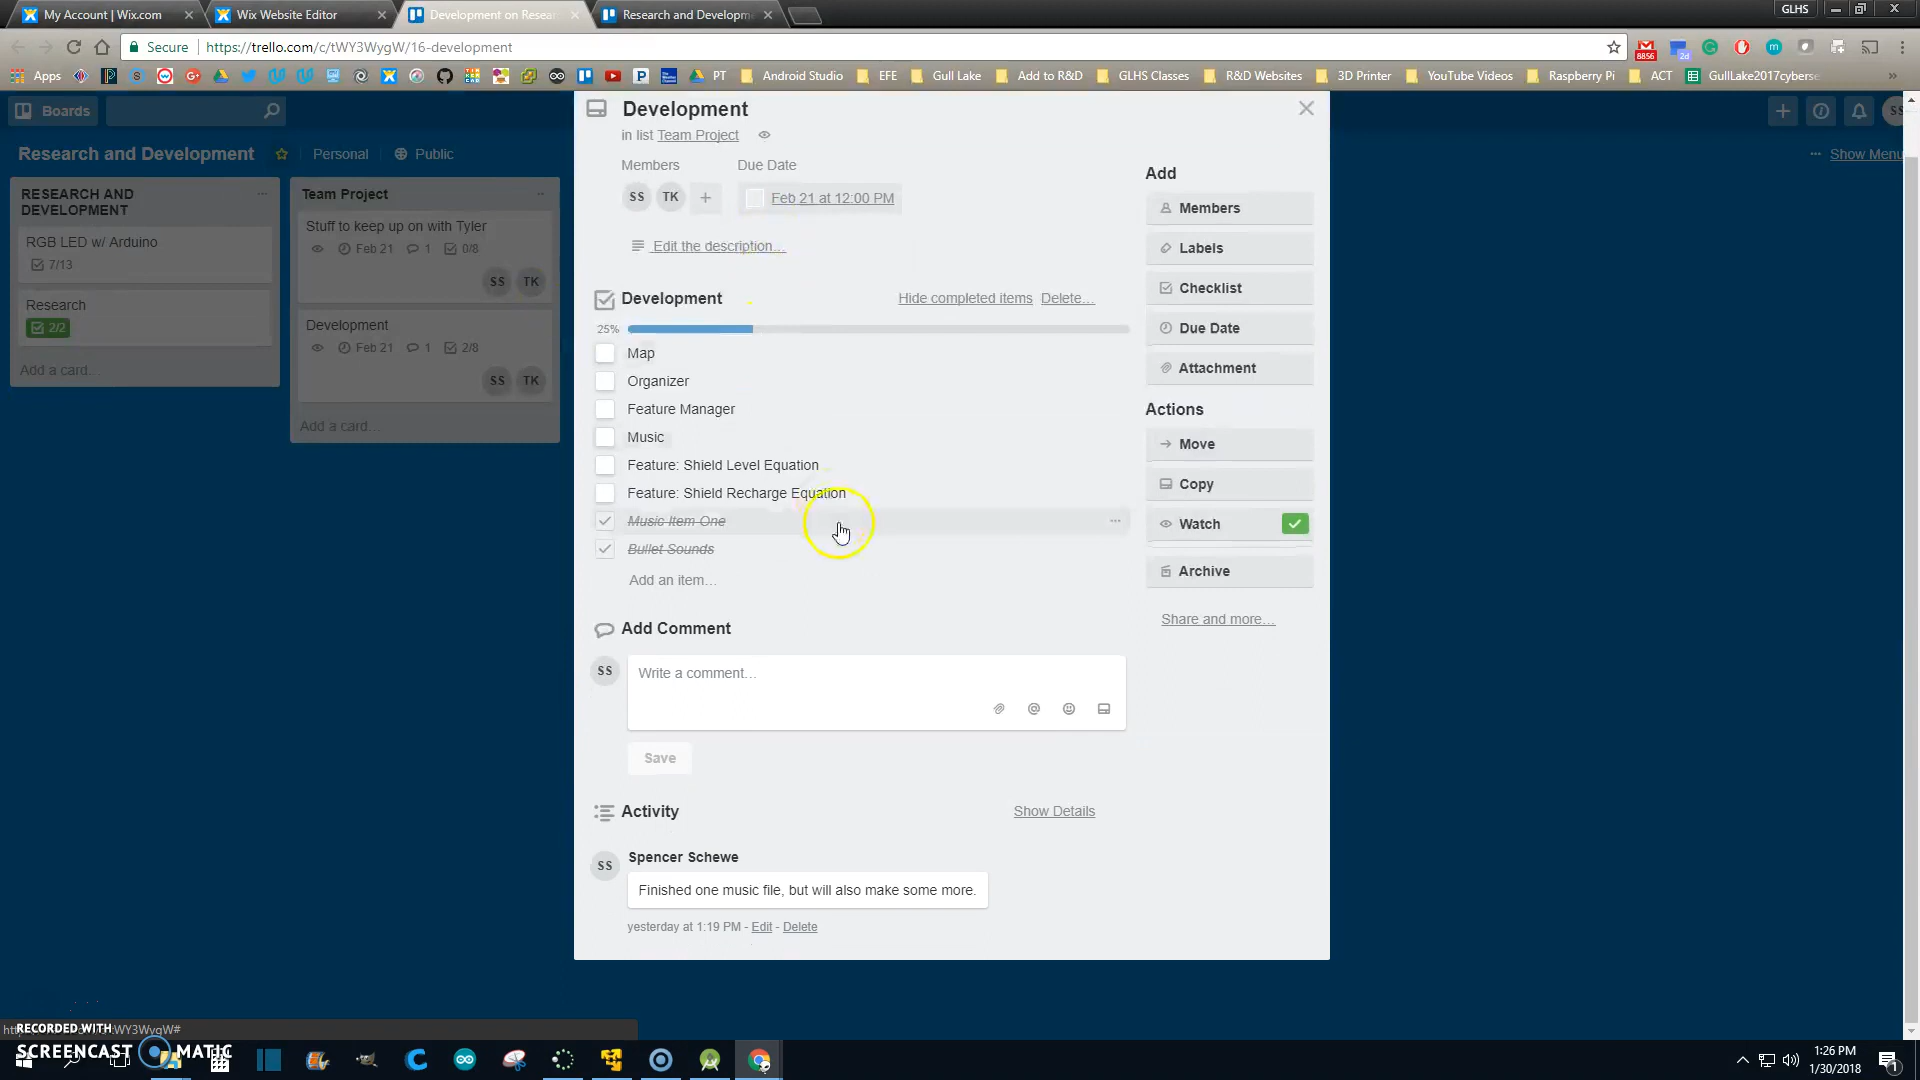 My Account | Wix.com
Wix Website Editor
Development on Resea
Research and Developm
GLHS
Secure
https://trello.com/c/tWY3WygW/16-development
8856
2d
Apps
PT
Android Studio
EFE
Gull Lake
Add to R&D
GLHS Classes
R&D Websites
3D Printer
YouTube Videos
Raspberry Pi
ACT
GullLake2017cyberse
Boards
Research and Development
Personal
Public
Show Menu
RESEARCH AND
DEVELOPMENT
RGB LED w/ Arduino
7/13
Research
2/2
Add a card…
Team Project
Stuff to keep up on with Tyler
Feb 21 1 0/8
SS TK
Development
Feb 21 1 2/8
SS TK
Add a card…
Development
in list Team Project
Members
Due Date
SS TK +
Feb 21 at 12:00 PM
Edit the description…
Development
Hide completed items
Delete…
25%
Map
Organizer
Feature Manager
Music
Feature: Shield Level Equation
Feature: Shield Recharge Equation
Music Item One
Bullet Sounds
Add an item…
Add Comment
SS
Write a comment…
Save
Activity
Show Details
SS
Spencer Schewe
Finished one music file, but will also make some more.
yesterday at 1:19 PM - Edit - Delete
Add
Members
Labels
Checklist
Due Date
Attachment
Actions
Move
Copy
Watch
Archive
Share and more…
RECORDED WITH
SCREENCAST MATIC
1:26 PM
1/30/2018
1